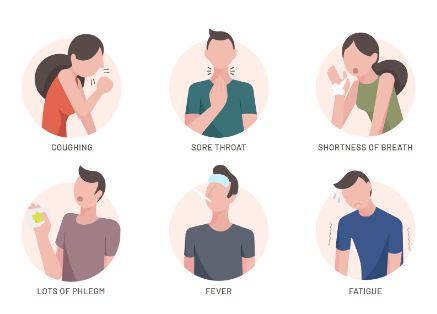 COUGHING
SORE THROAT
SHORTNESS OF BREATH
LOTS OF PHLEGM
FEVER
FATIGUE